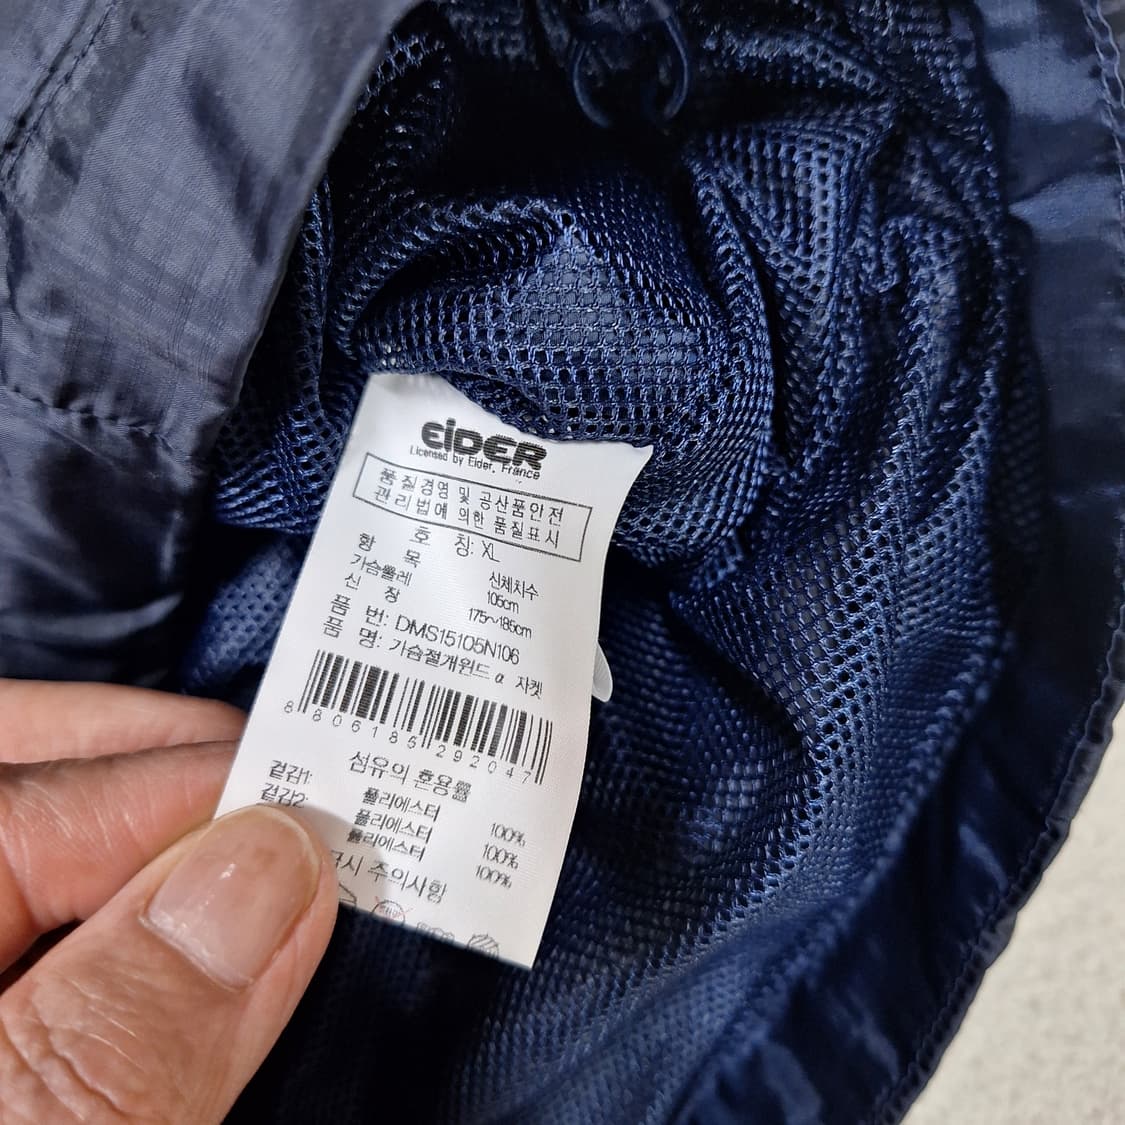 EiDER
Licensed by Eider, France
품질경영 및 공산품안전
관리법에 의한 품질표시
호 칭: XL
항 목 신체치수
가슴둘레 105cm
신 장 175~185cm
품 번: DMS15105N106
품 명: 가슴절개윈드 α 자켓
8 806185 292047
섬유의 혼용률
겉감1: 폴리에스터 100%
겉감2: 폴리에스터 100%
폴리에스터 100%
주의사항